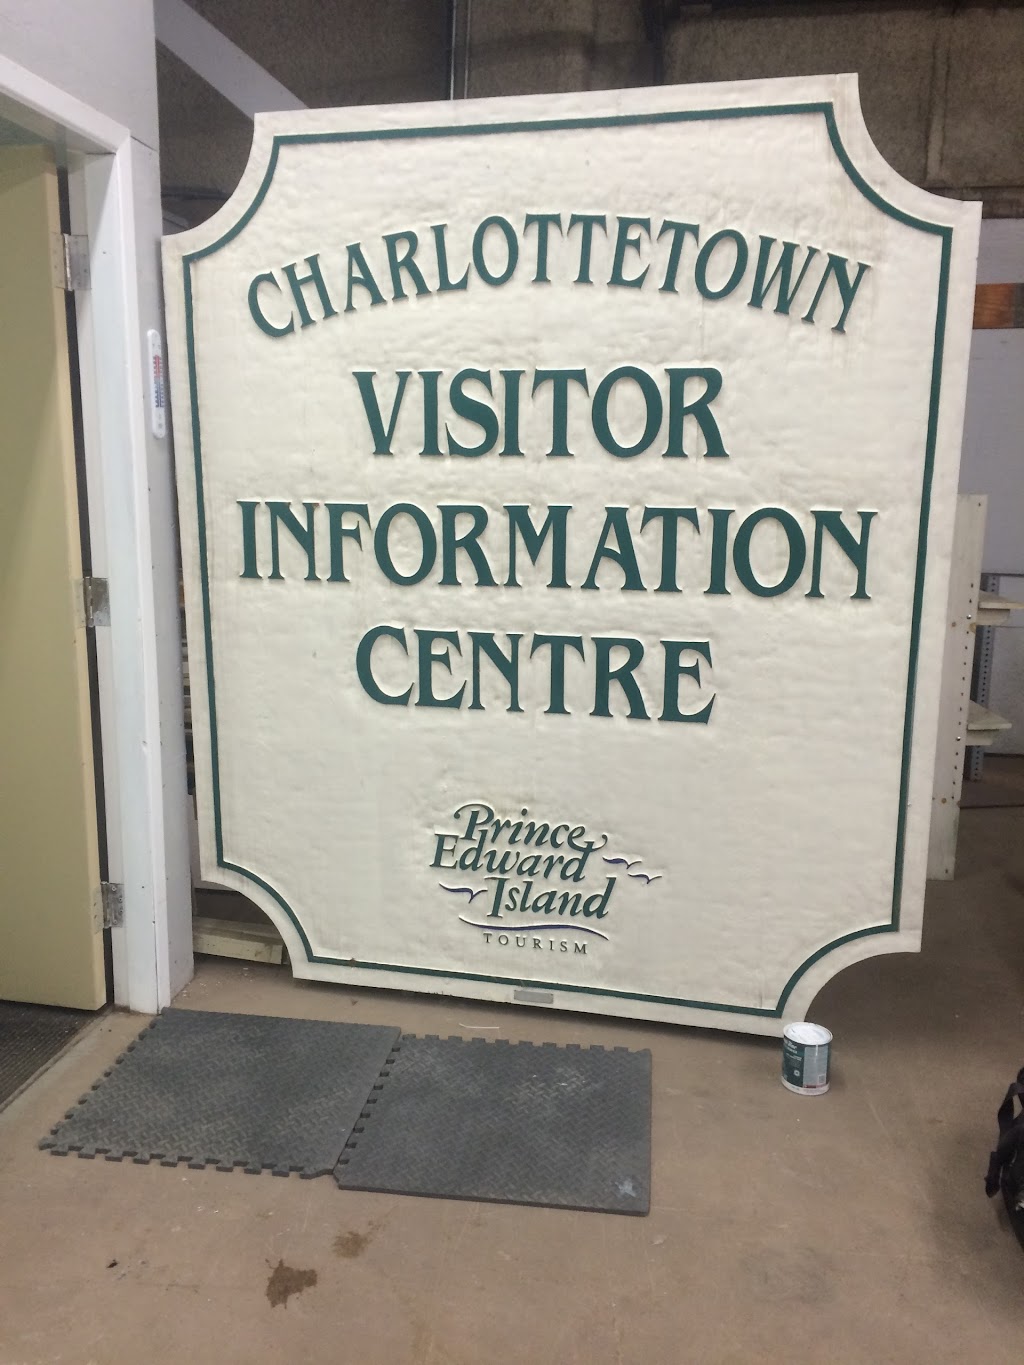 CHARLOTTETOWN
VISITOR
INFORMATION
CENTRE
Prince
Edward
Island
TOURISM